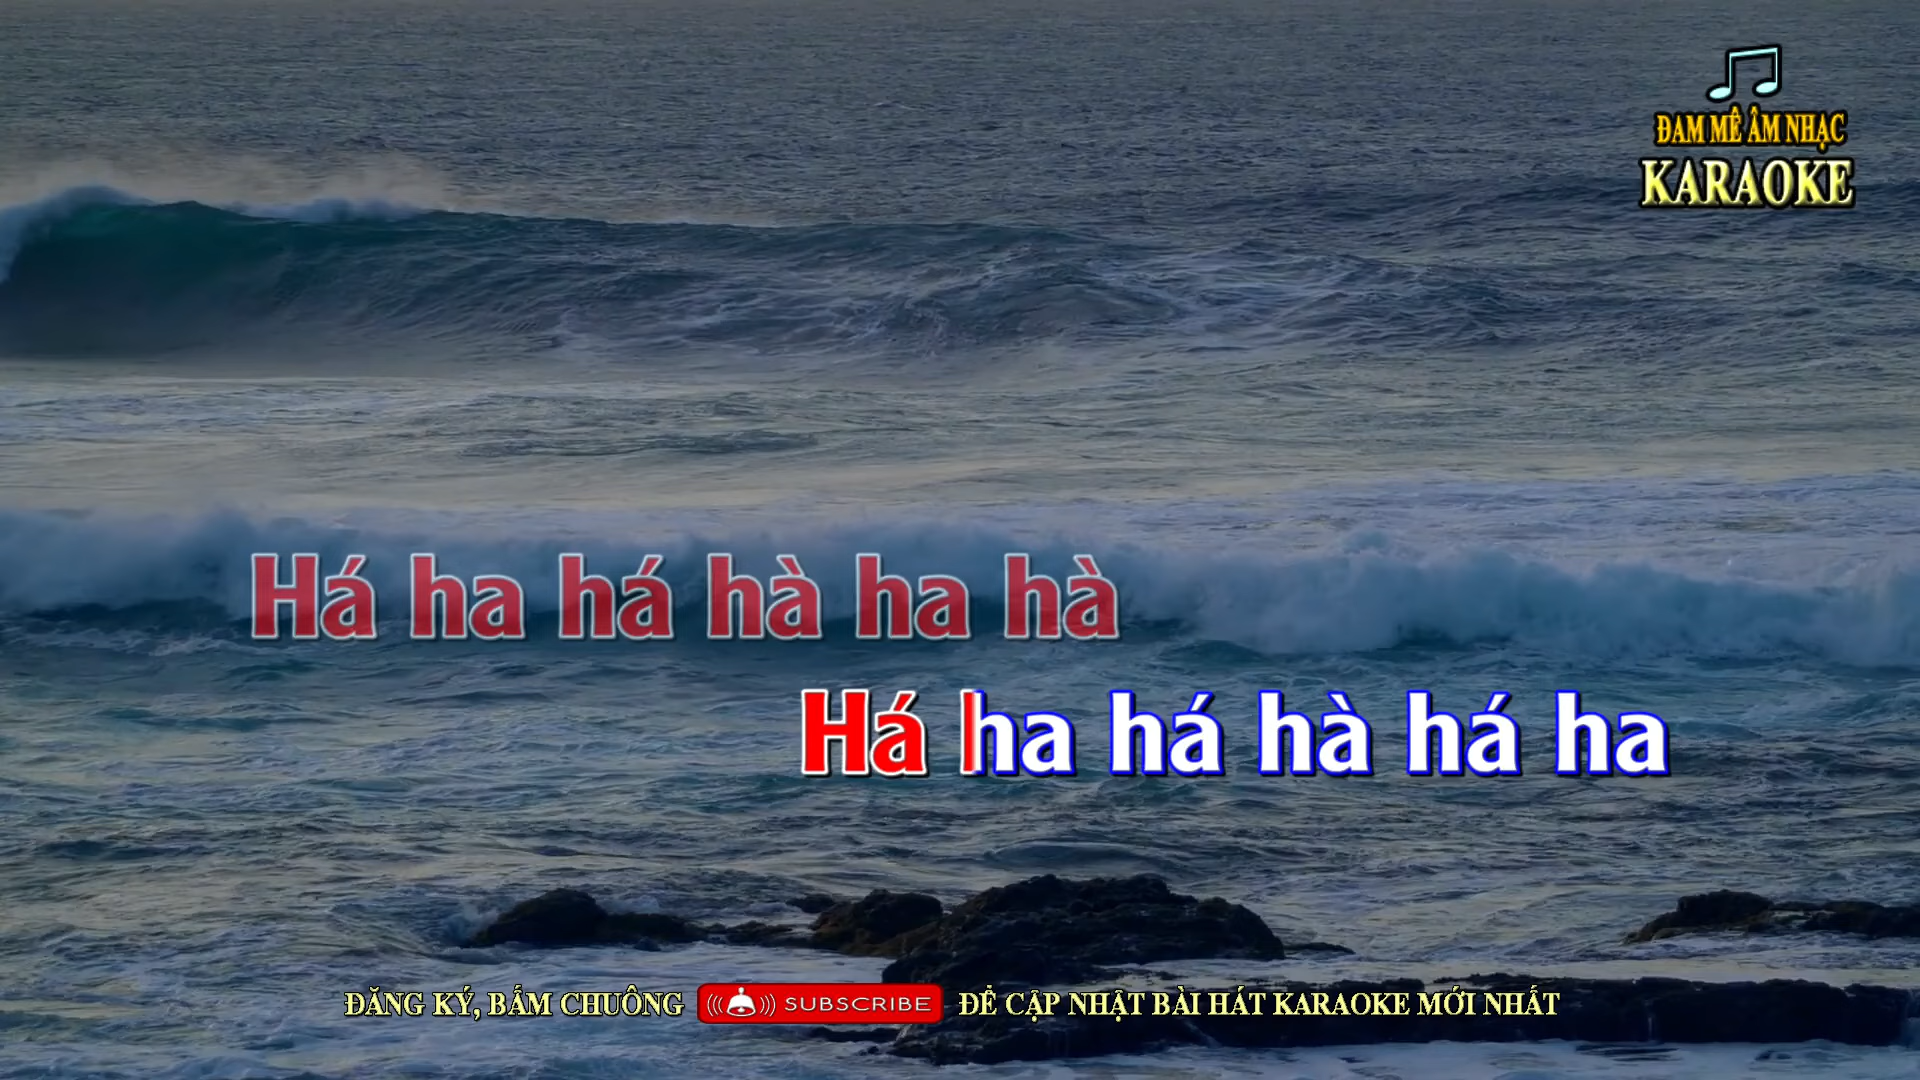 ĐAM MÊ ÂM NHẠC
KARAOKE
Há ha há hà ha hà
Há ha há hà há ha
ĐĂNG KÝ, BẤM CHUÔNG SUBSCRIBE ĐỂ CẬP NHẬT BÀI HÁT KARAOKE MỚI NHẤT